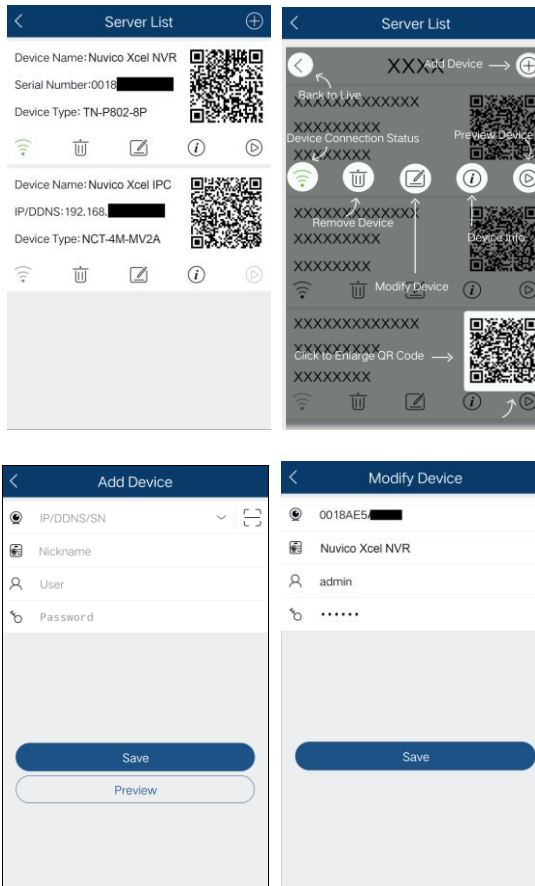 Server List
Device Name:Nuvico Xcel NVR
Serial Number:0018
Device Type: TN-P802-8P
Device Name:Nuvico Xcel IPC
IP/DDNS:192.168.
Device Type:NCT-4M-MV2A
Server List
XXXX
Add Device
Back to Live
XXXXXXXXXXXXX
XXXXXXXXX
Device Connection Status
Preview Device
XXXXXXXX
XXXXXXXXXXXXX
Remove Device
XXXXXXXXX
Device Info
XXXXXXXX
Modify Device
XXXXXXXXXXXXX
XXXXXXXXX
Click to Enlarge QR Code
XXXXXXXX
Add Device
IP/DDNS/SN
Nickname
User
Password
Save
Preview
Modify Device
0018AE5
Nuvico Xcel NVR
admin
••••••
Save